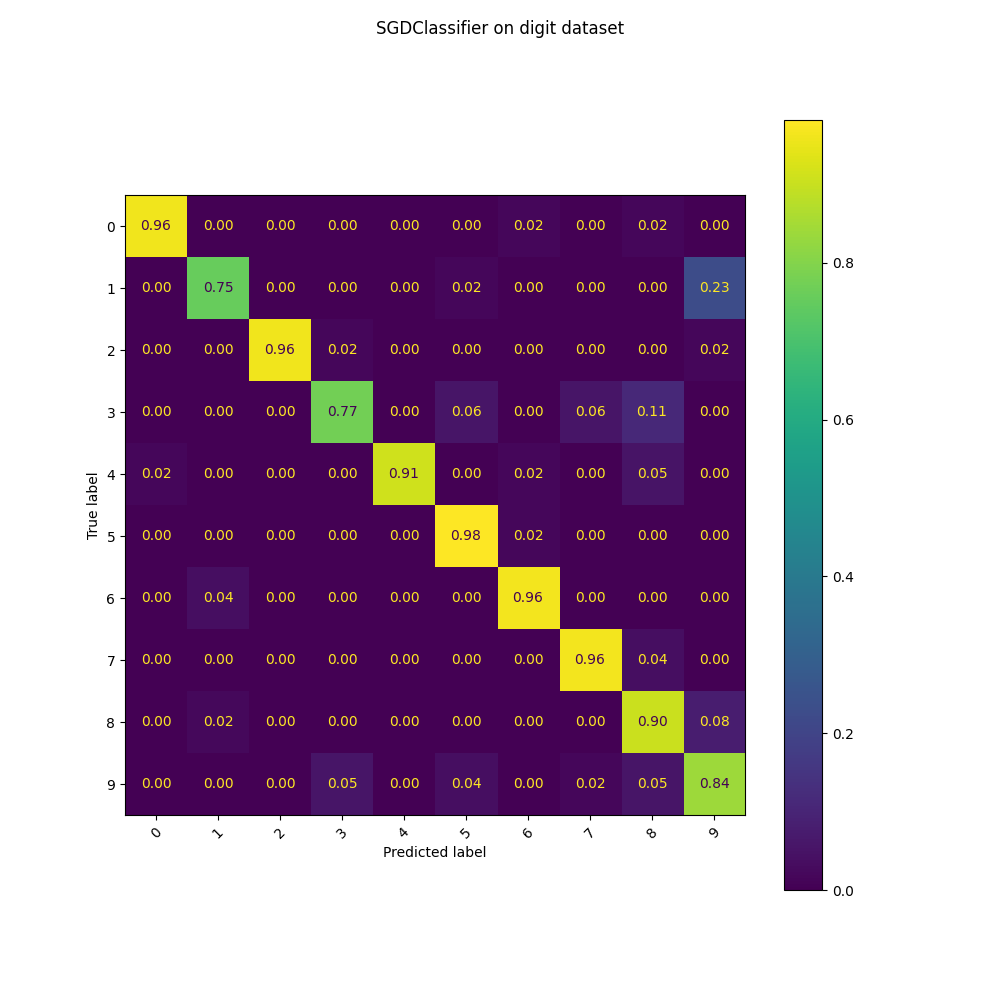 SGDClassifier on digit dataset
0 0.96 0.00 0.00 0.00 0.00 0.00 0.02 0.00 0.02 0.00
1 0.00 0.75 0.00 0.00 0.00 0.02 0.00 0.00 0.00 0.23
2 0.00 0.00 0.96 0.02 0.00 0.00 0.00 0.00 0.00 0.02
3 0.00 0.00 0.00 0.77 0.00 0.06 0.00 0.06 0.11 0.00
4 0.02 0.00 0.00 0.00 0.91 0.00 0.02 0.00 0.05 0.00
5 0.00 0.00 0.00 0.00 0.00 0.98 0.02 0.00 0.00 0.00
6 0.00 0.04 0.00 0.00 0.00 0.00 0.96 0.00 0.00 0.00
7 0.00 0.00 0.00 0.00 0.00 0.00 0.00 0.96 0.04 0.00
8 0.00 0.02 0.00 0.00 0.00 0.00 0.00 0.00 0.90 0.08
9 0.00 0.00 0.00 0.05 0.00 0.04 0.00 0.02 0.05 0.84
0 1 2 3 4 5 6 7 8 9
Predicted label
True label
0.8
0.6
0.4
0.2
0.0